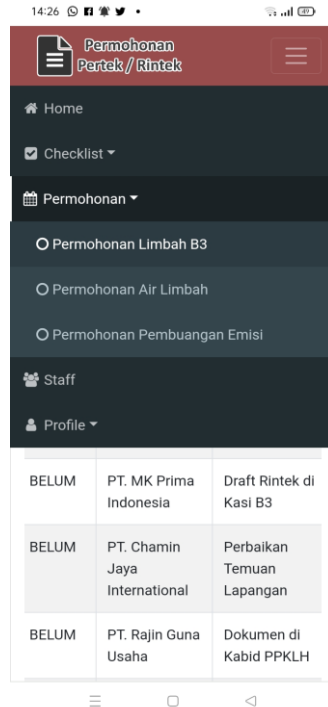 14:26
49
Permohonan
Pertek / Rintek
Home
Checklist
Permohonan
Permohonan Limbah B3
Permohonan Air Limbah
Permohonan Pembuangan Emisi
Staff
Profile
BELUM PT. MK Prima Draft Rintek di
Indonesia Kasi B3
BELUM PT. Chamin Perbaikan
Jaya Temuan
International Lapangan
BELUM PT. Rajin Guna Dokumen di
Usaha Kabid PPKLH